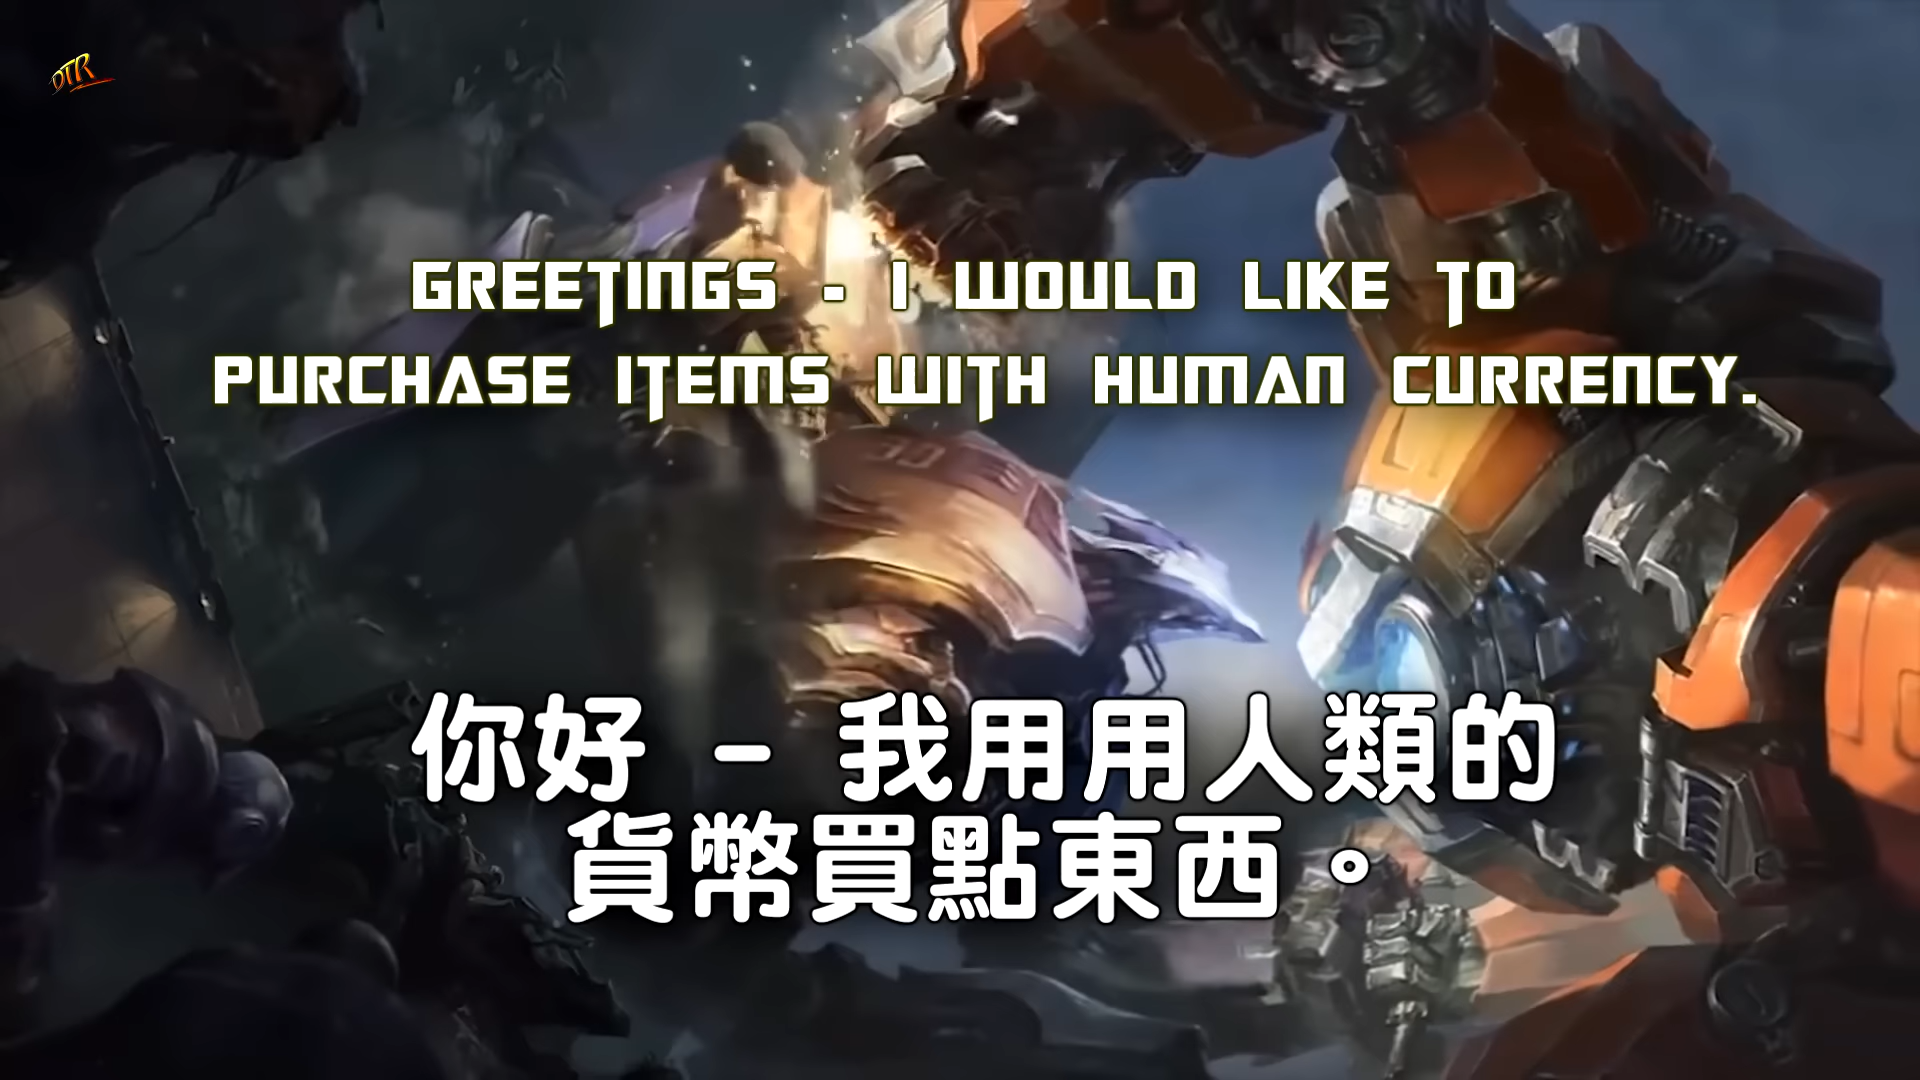 DTR
GREETINGS - I WOULD LIKE TO
PURCHASE ITEMS WITH HUMAN CURRENCY.
你好 - 我用用人類的
貨幣買點東西。